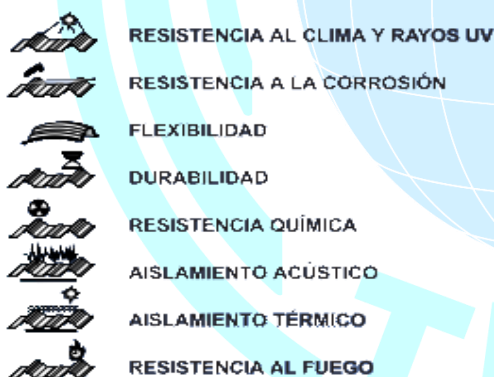 RESISTENCIA AL CLIMA Y RAYOS UV
RESISTENCIA A LA CORROSIÓN
FLEXIBILIDAD
DURABILIDAD
RESISTENCIA QUÍMICA
AISLAMIENTO ACÚSTICO
AISLAMIENTO TÉRMICO
RESISTENCIA AL FUEGO